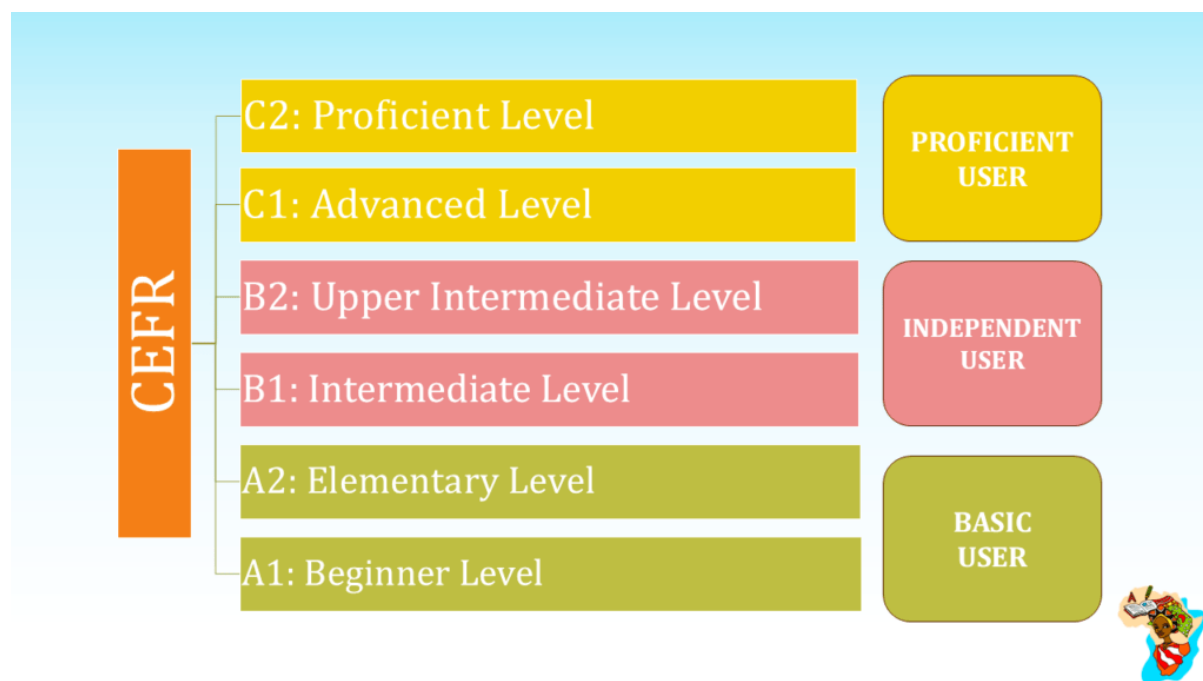 CEFR
C2: Proficient Level
C1: Advanced Level
B2: Upper Intermediate Level
B1: Intermediate Level
A2: Elementary Level
A1: Beginner Level
PROFICIENT
USER
INDEPENDENT
USER
BASIC
USER